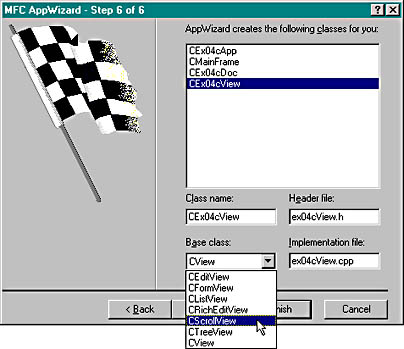 MFC AppWizard - Step 6 of 6
AppWizard creates the following classes for you:
CEx04cApp
CMainFrame
CEx04cDoc
CEx04cView
Class name:
Header file:
CEx04cView
ex04cView.h
Base class:
Implementation file:
CView
ex04cView.cpp
CEditView
CFormView
CListView
CRichEditView
CScrollView
CTreeView
CView
< Back
Cancel